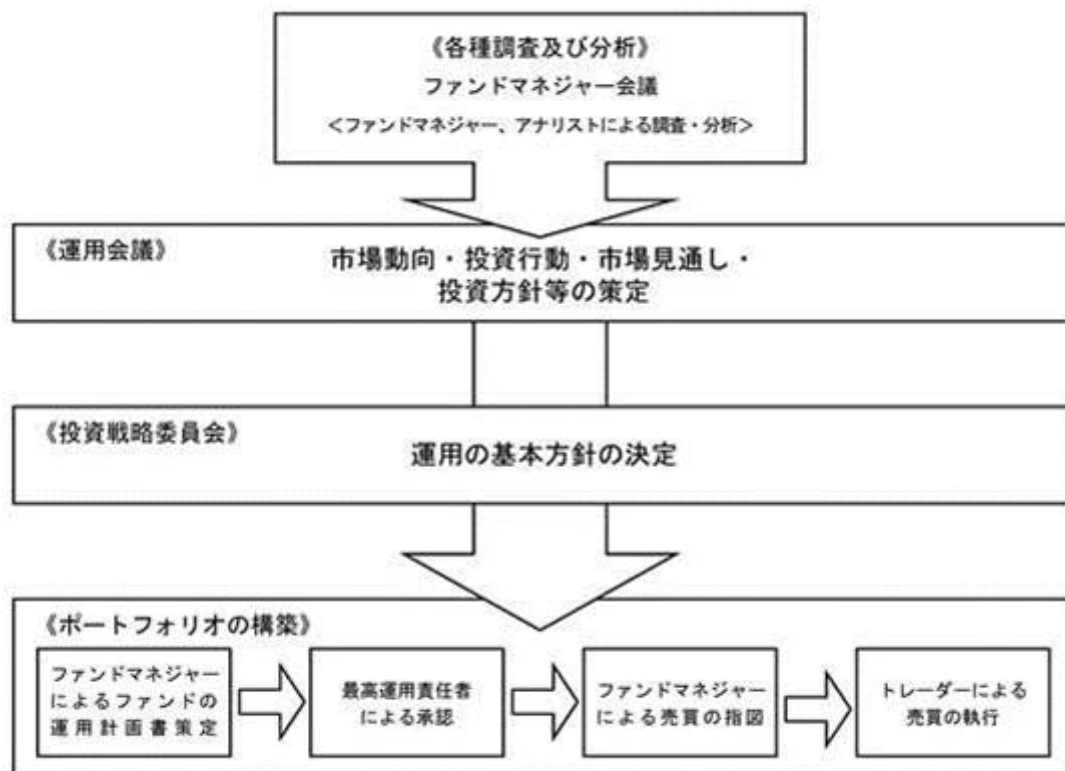 《各種調査及び分析》
ファンドマネジャー会議
<ファンドマネジャー、アナリストによる調査・分析>
《運用会議》
市場動向・投資行動・市場見通し・
投資方針等の策定
《投資戦略委員会》
運用の基本方針の決定
《ポートフォリオの構築》
ファンドマネジャー
によるファンドの
運用計画書策定
最高運用責任者
による承認
ファンドマネジャー
による売買の指図
トレーダーによる
売買の執行